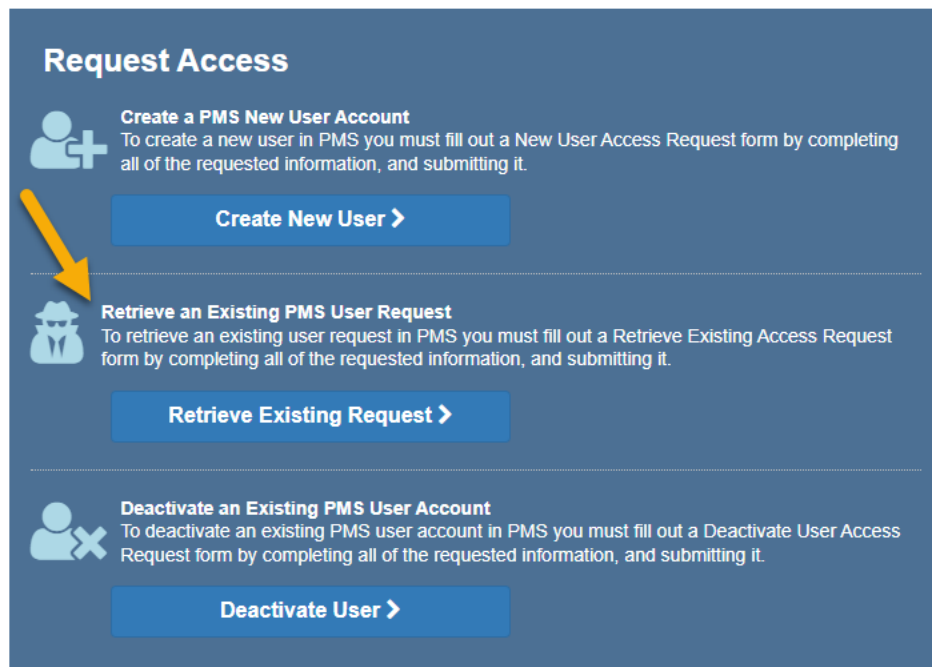 Request Access
Create a PMS New User Account
To create a new user in PMS you must fill out a New User Access Request form by completing
all of the requested information, and submitting it.
Create New User
Retrieve an Existing PMS User Request
To retrieve an existing user request in PMS you must fill out a Retrieve Existing Access Request
form by completing all of the requested information, and submitting it.
Retrieve Existing Request
Deactivate an Existing PMS User Account
To deactivate an existing PMS user account in PMS you must fill out a Deactivate User Access
Request form by completing all of the requested information, and submitting it.
Deactivate User